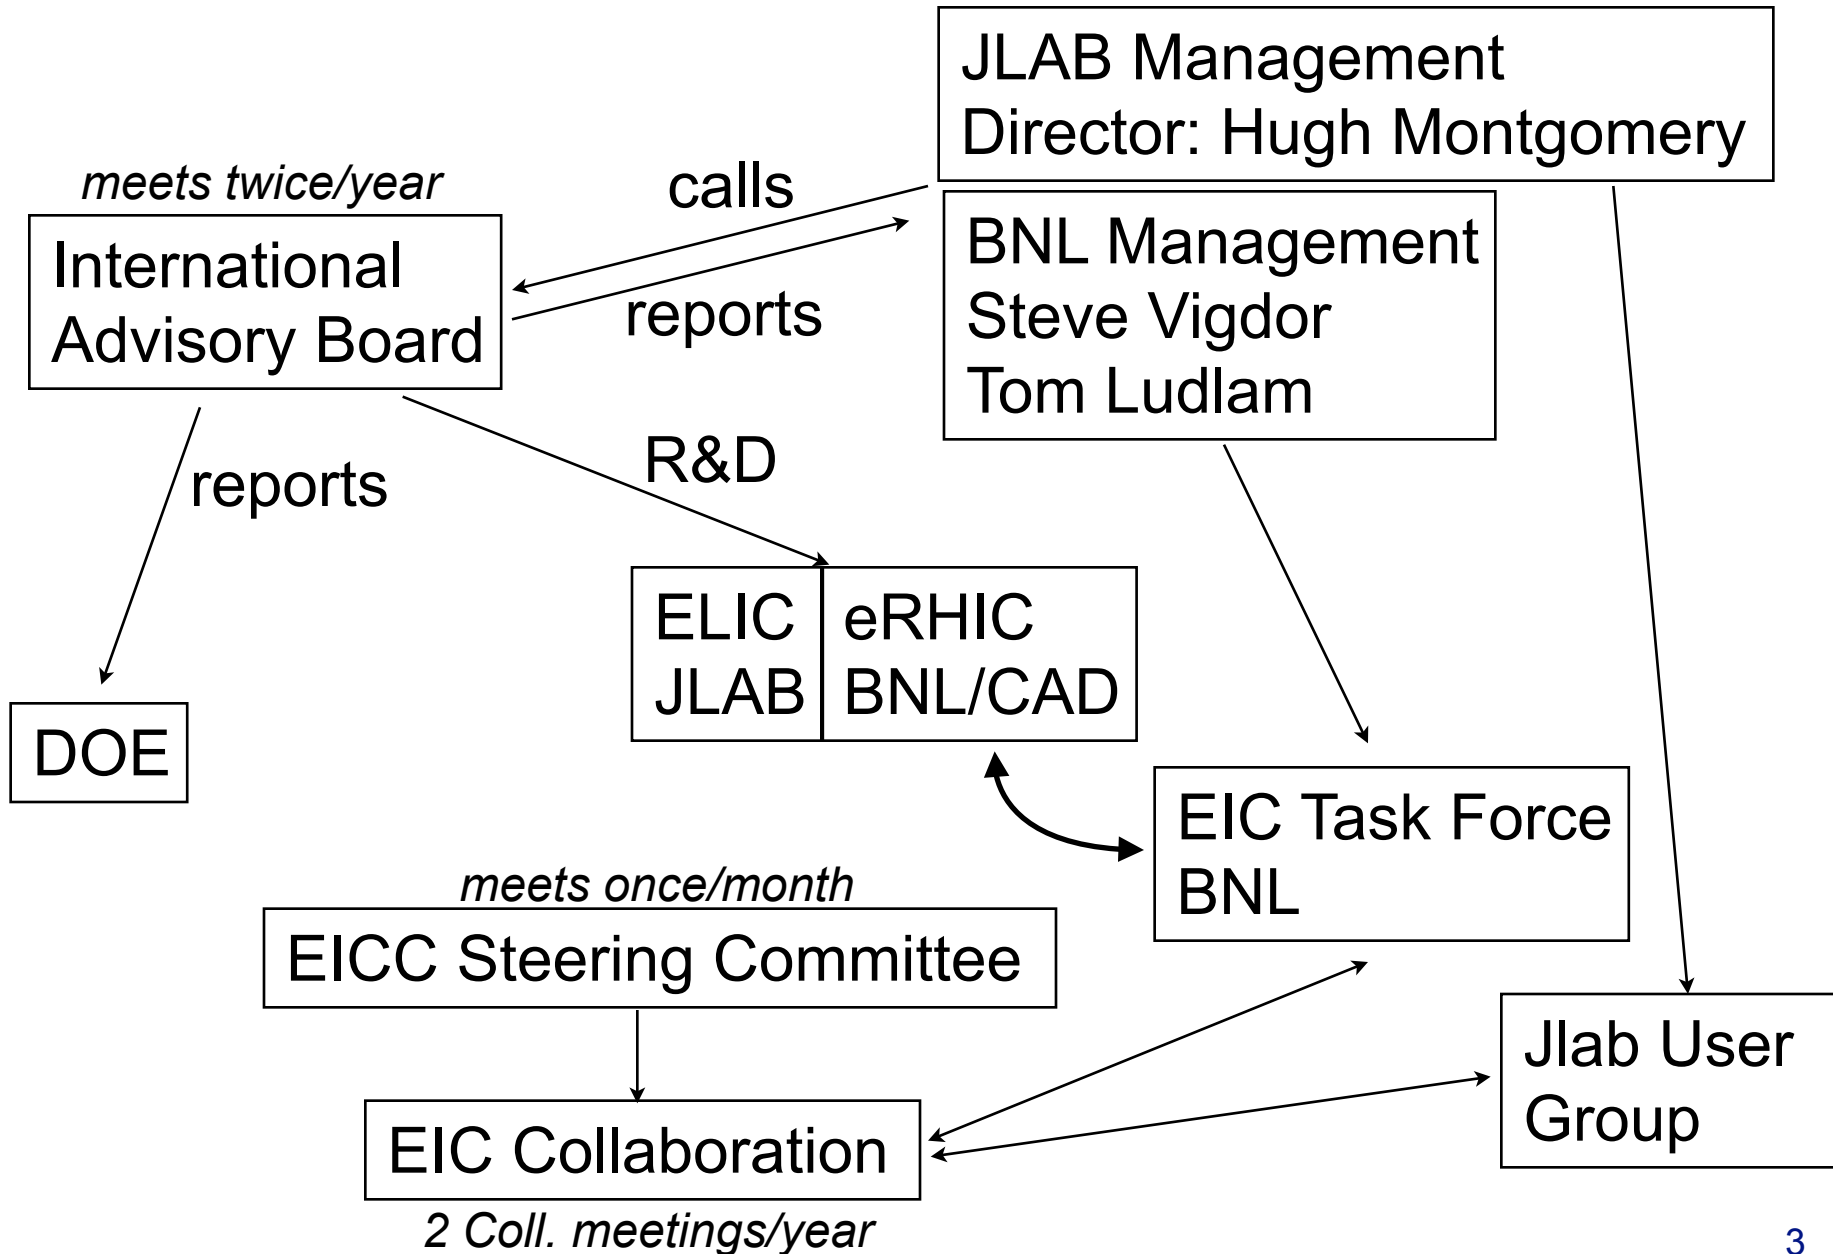 JLAB Management
Director: Hugh Montgomery
meets twice/year
calls
International
Advisory Board
reports
BNL Management
Steve Vigdor
Tom Ludlam
R&D
reports
ELIC
JLAB
eRHIC
BNL/CAD
DOE
EIC Task Force
BNL
meets once/month
EICC Steering Committee
Jlab User
Group
EIC Collaboration
2 Coll. meetings/year
3